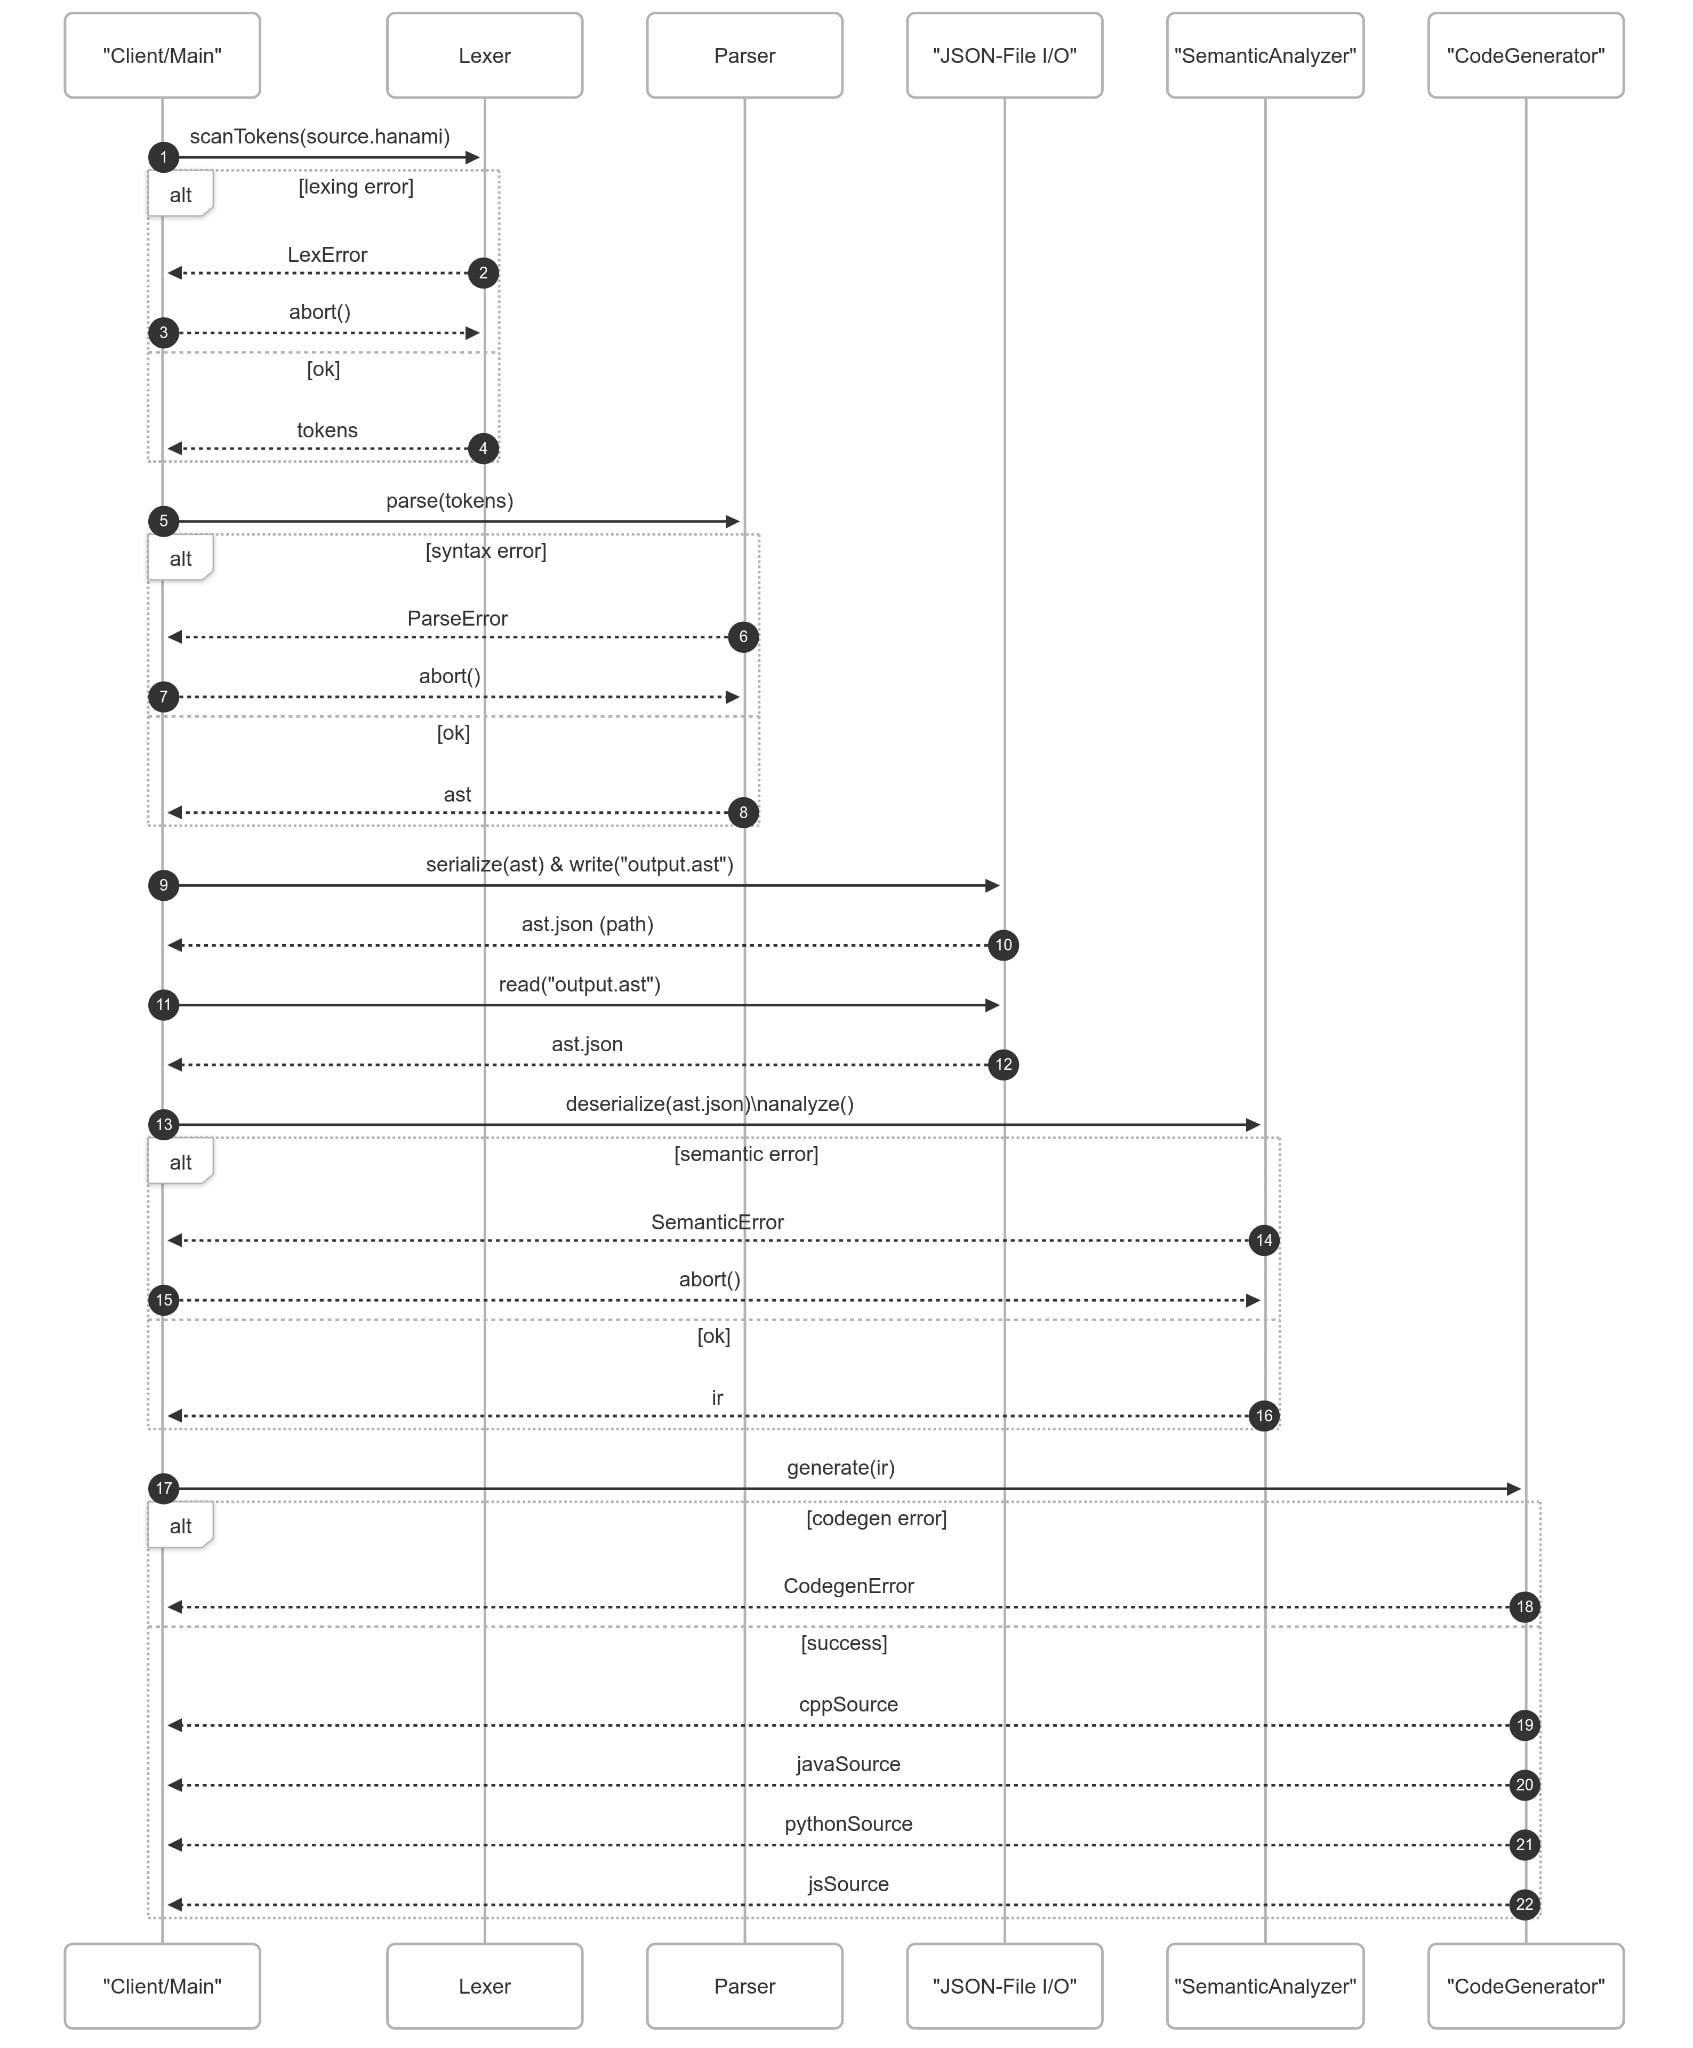 "Client/Main"
Lexer
Parser
"JSON-File I/O"
"SemanticAnalyzer"
"CodeGenerator"
scanTokens(source.hanami)
1
alt
[lexing error]
LexError
2
abort()
3
[ok]
tokens
4
parse(tokens)
5
alt
[syntax error]
ParseError
6
abort()
7
[ok]
ast
8
serialize(ast) & write("output.ast")
9
ast.json (path)
10
read("output.ast")
11
ast.json
12
deserialize(ast.json)\nanalyze()
13
alt
[semantic error]
SemanticError
14
abort()
15
[ok]
ir
16
generate(ir)
17
alt
[codegen error]
CodegenError
18
[success]
cppSource
19
javaSource
20
pythonSource
21
jsSource
22
"Client/Main"
Lexer
Parser
"JSON-File I/O"
"SemanticAnalyzer"
"CodeGenerator"